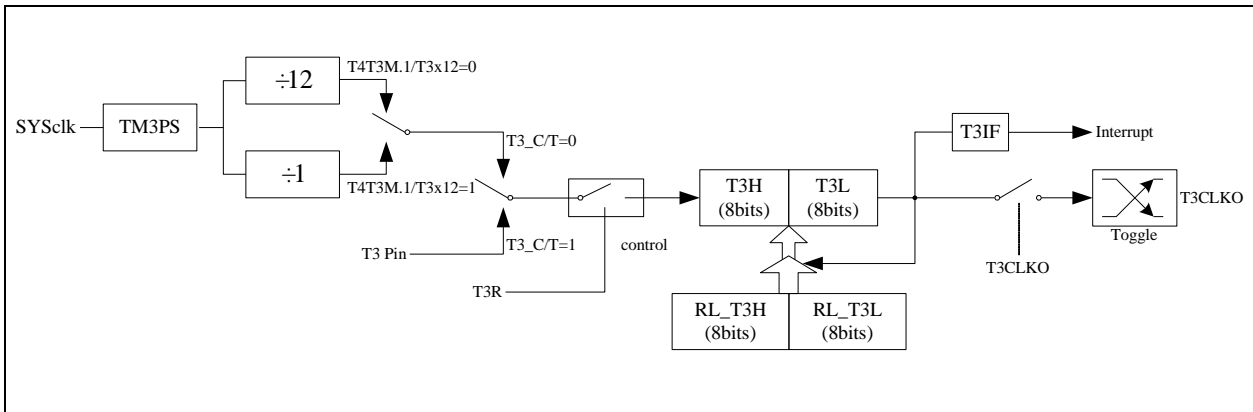 SYSclk
TM3PS
÷12
÷1
T4T3M.1/T3x12=0
T4T3M.1/T3x12=1
T3_C/T=0
T3_C/T=1
T3 Pin
T3R
control
T3H
(8bits)
T3L
(8bits)
RL_T3H
(8bits)
RL_T3L
(8bits)
T3IF
Interrupt
T3CLKO
Toggle
T3CLKO